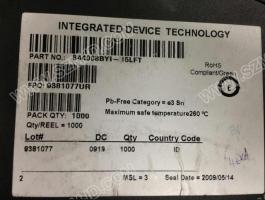 INTEGRATED DEVICE TECHNOLOGY
PART NO.: 844008BYI-15LFT
RoHS
Compliant/Green
FPO: 9381077UR
Pb-Free Category = e3 Sn
Maximum safe temperature260 ºC
PACK QTY: 1000
Qty/REEL = 1000
Lot DC Qty Country Code
9381077 0919 1000 ID
2 MSL = 3 Seal Date = 2009/05/14